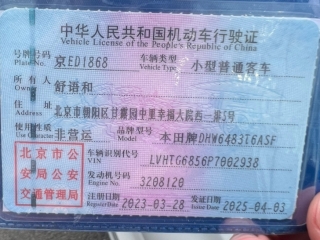 中华人民共和国机动车行驶证
Vehicle License of the People's Republic of China
号牌号码 京ED1868 车辆类型 小型普通客车
Plate No. Vehicle Type
所有人 舒语和
Owner
住址 北京市朝阳区甘露园中里幸福大院西一路5号
Address
使用性质 非营运 品牌型号 本田牌DHW6483T6ASF
Use Character Model
北京市公安局公安交通管理局
车辆识别代号 LVHTG6856P7002938
VIN
发动机号码 3208120
Engine No.
注册日期 2023-03-28 发证日期 2025-04-03
Register Date Issue Date